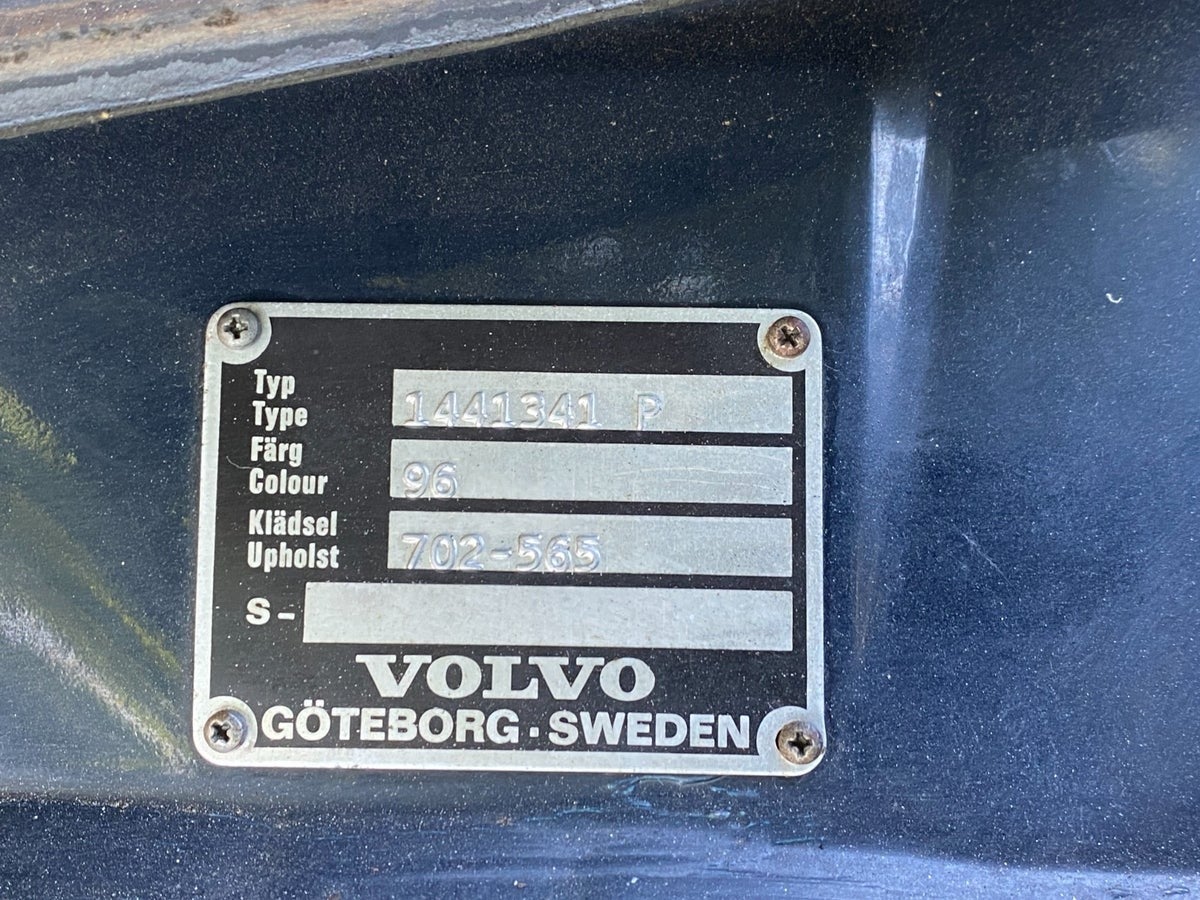 Typ
Type 1441341 P
Färg
Colour 96
Klädsel
Upholst 702-565
S-
VOLVO
GÖTEBORG · SWEDEN